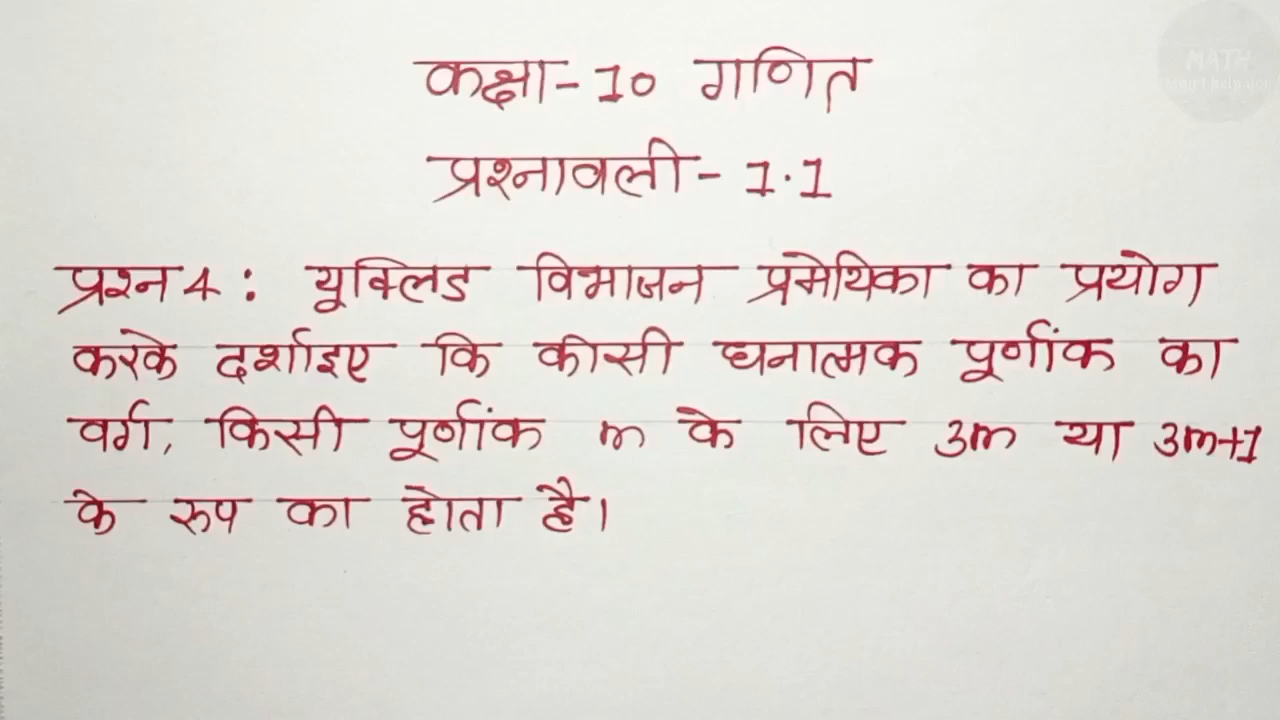 कक्षा - 10 गणित
प्रश्नावली - 1.1
प्रश्न 4 : यूक्लिड विभाजन प्रमेयिका का प्रयोग
करके दर्शाइए कि कीसी धनात्मक पूर्णांक का
वर्ग, किसी पूर्णांक m के लिए 3m या 3m+1
के रुप का होता है।
MATH